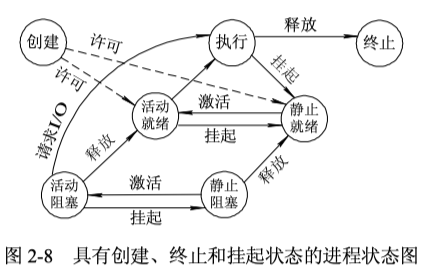 释放
创建
许可
执行
终止
许可
挂起
请求I/O
活动
就绪
激活
静止
就绪
挂起
释放
释放
活动
阻塞
激活
静止
阻塞
挂起
图 2-8 具有创建、终止和挂起状态的进程状态图